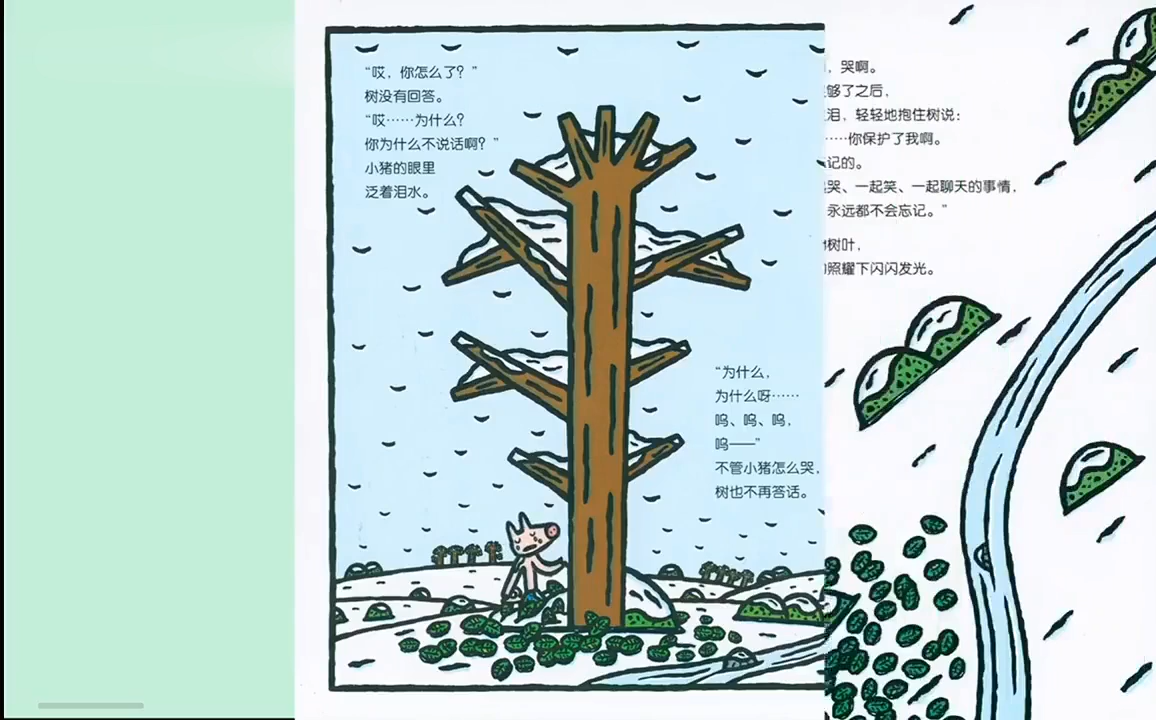 “哎，你怎么了？”
树没有回答。
“哎……为什么？
你为什么不说话啊？”
小猪的眼里
泛着泪水。
“为什么，
为什么呀……
呜、呜、呜，
呜——”
不管小猪怎么哭，
树也不再答话。
，哭啊。
够了之后，
泪，轻轻地抱住树说：
……你保护了我啊。
记的。
哭、一起笑、一起聊天的事情，
永远都不会忘记。”
树叶，
照耀下闪闪发光。